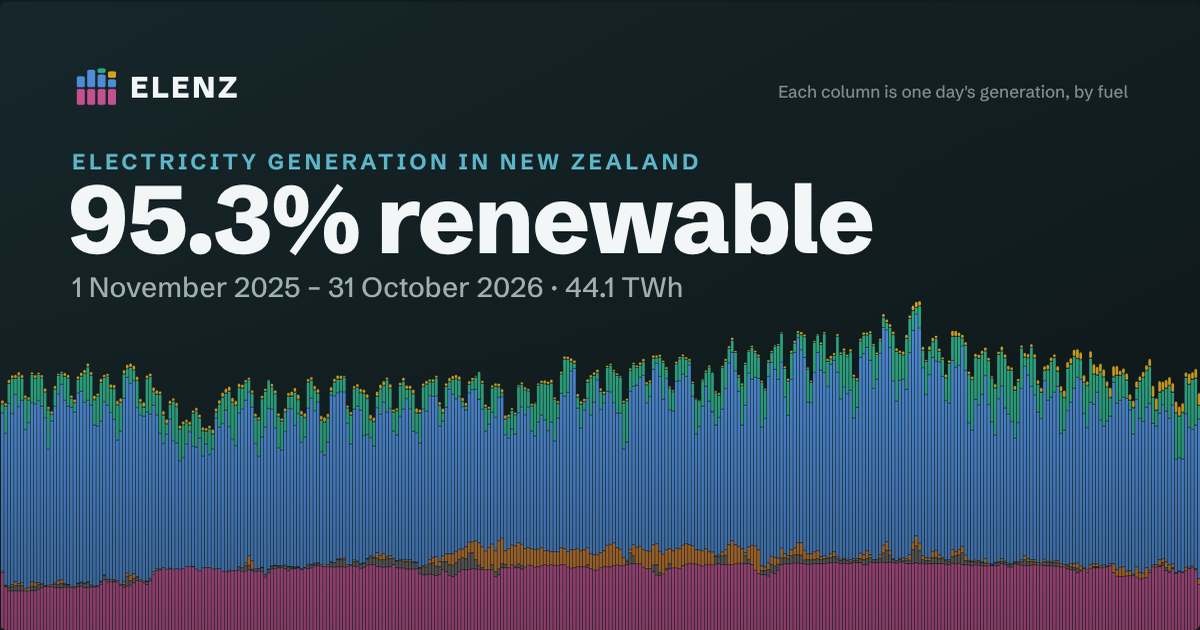 ELENZ
Each column is one day's generation, by fuel
ELECTRICITY GENERATION IN NEW ZEALAND
95.3% renewable
1 November 2025 – 31 October 2026 · 44.1 TWh